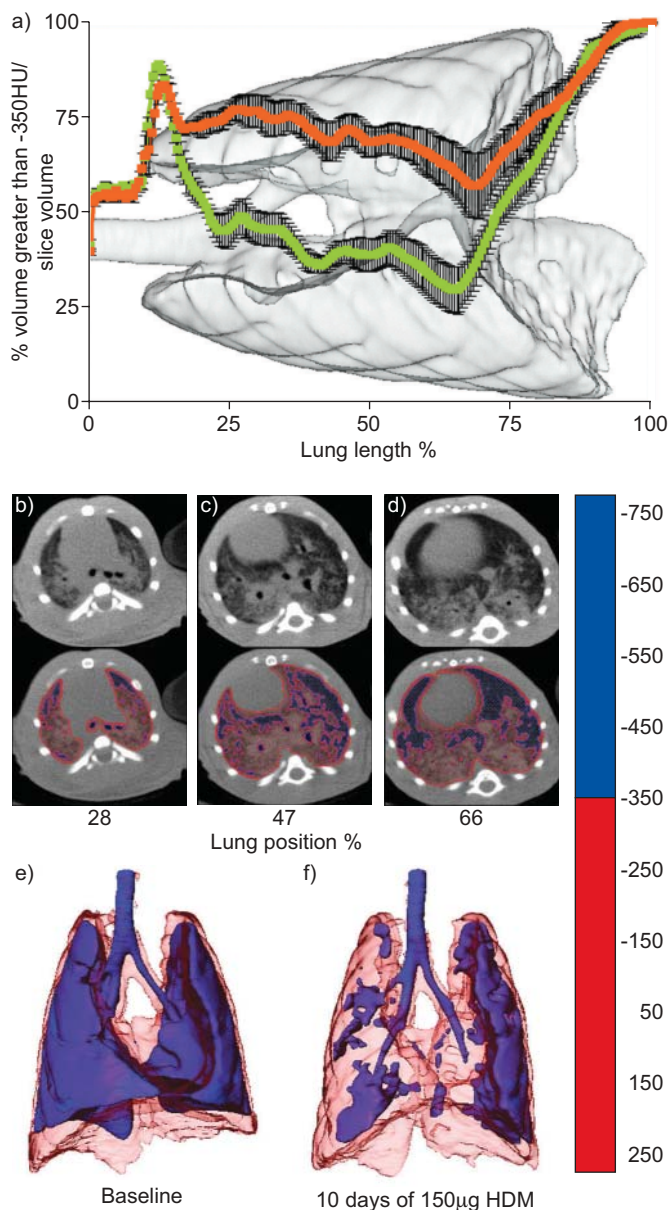 a)
100
75
50
25
0
% volume greater than -350HU/
slice volume
0
25
50
75
100
Lung length %
b)
c)
d)
28
47
66
Lung position %
-750
-650
-550
-450
-350
-250
-150
50
150
250
e)
f)
Baseline
10 days of 150µg HDM